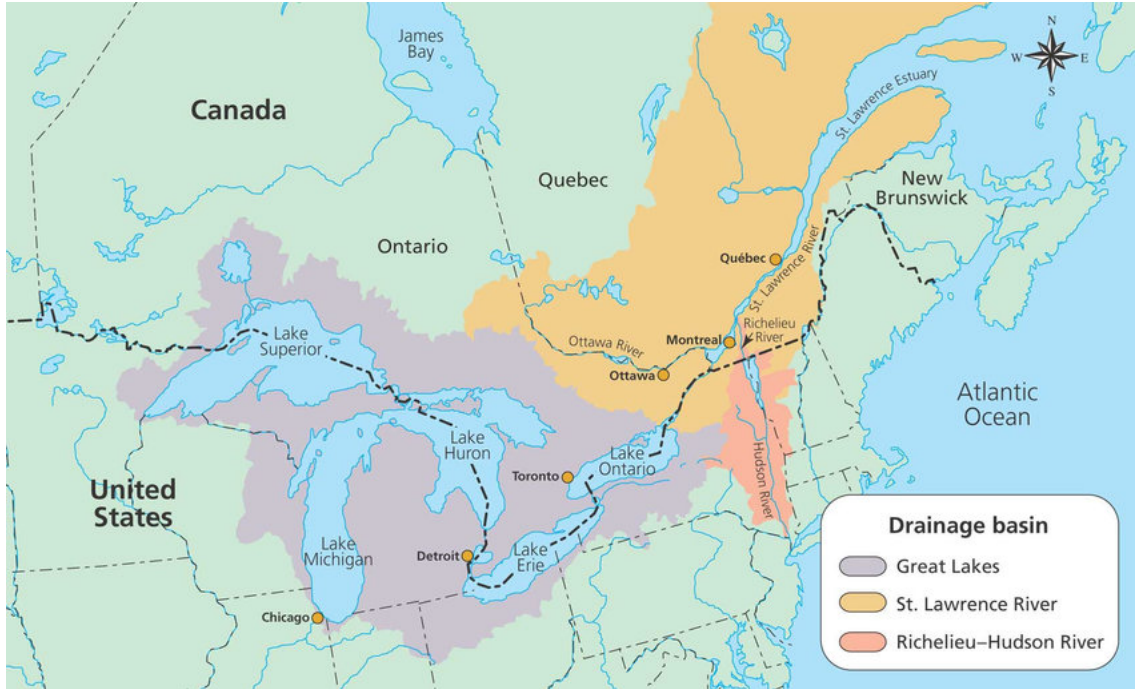 James
Bay
N
W
E
S
Canada
St. Lawrence Estuary
Quebec
New
Brunswick
Ontario
Québec
St. Lawrence River
Richelieu
River
Lake
Superior
Ottawa River
Montreal
Ottawa
Atlantic
Ocean
Lake
Huron
Lake
Ontario
Toronto
Hudson River
United
States
Lake
Michigan
Detroit
Lake
Erie
Chicago
Drainage basin
Great Lakes
St. Lawrence River
Richelieu–Hudson River